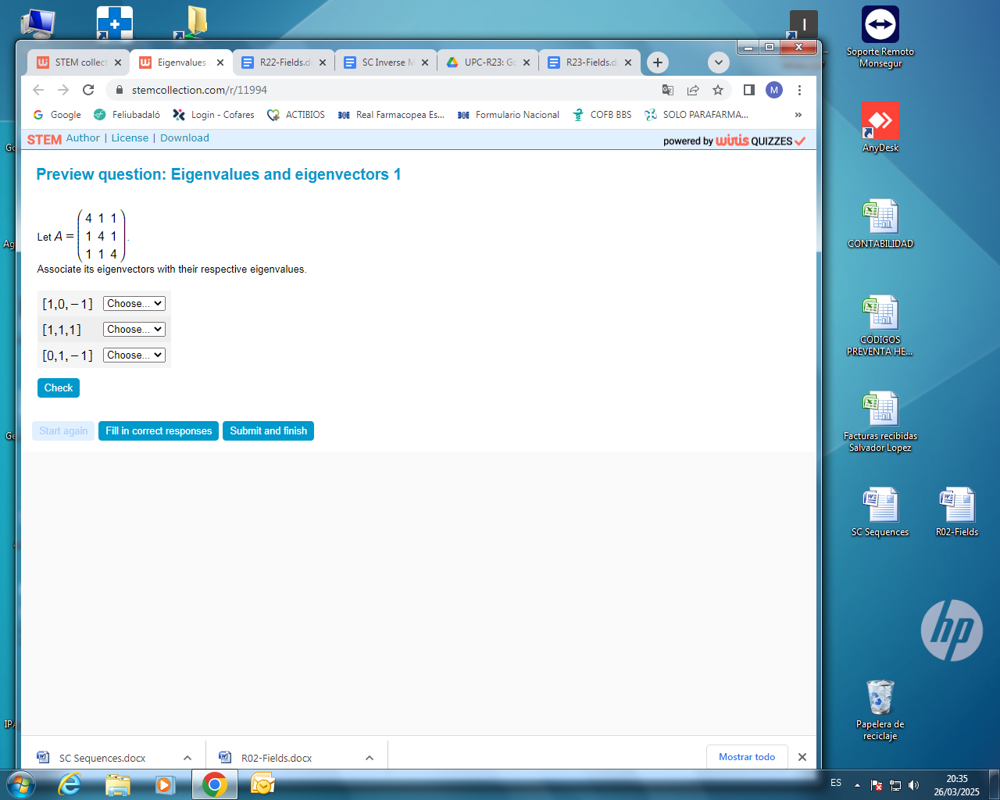 I
Soporte Remoto
Monsegur
STEM collect
Eigenvalues
R22-Fields.d
SC Inverse M
UPC-R23: Go
R23-Fields.d
stemcollection.com/r/11994
M
Google
Feliubadaló
Login - Cofares
ACTIBIOS
Real Farmacopea Es...
Formulario Nacional
COFB BBS
SOLO PARAFARMA...
»
STEM Author | License | Download
powered by wiris QUIZZES
AnyDesk
Preview question: Eigenvalues and eigenvectors 1
4 1 1
Let A = 1 4 1 .
1 1 4
Associate its eigenvectors with their respective eigenvalues.
[1,0,−1] Choose...
[1,1,1] Choose...
[0,1,−1] Choose...
Check
Start again
Fill in correct responses
Submit and finish
CONTABILIDAD
CÓDIGOS
PREVENTA HE...
Facturas recibidas
Salvador Lopez
SC Sequences
R02-Fields
hp
Papelera de
reciclaje
SC Sequences.docx
R02-Fields.docx
Mostrar todo
ES
20:35
26/03/2025